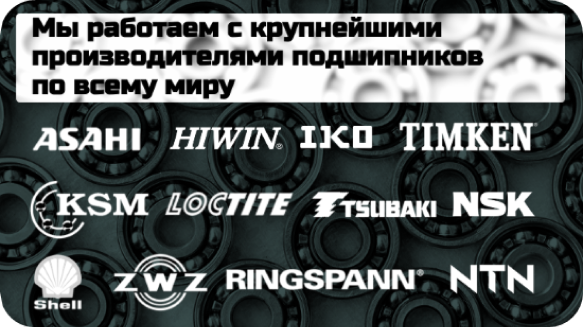 Мы работаем с крупнейшими
производителями подшипников
по всему миру
ASAHI HIWIN® IKO TIMKEN®
KSM LOCTITE TSUBAKI NSK
Shell ZWZ RINGSPANN® NTN